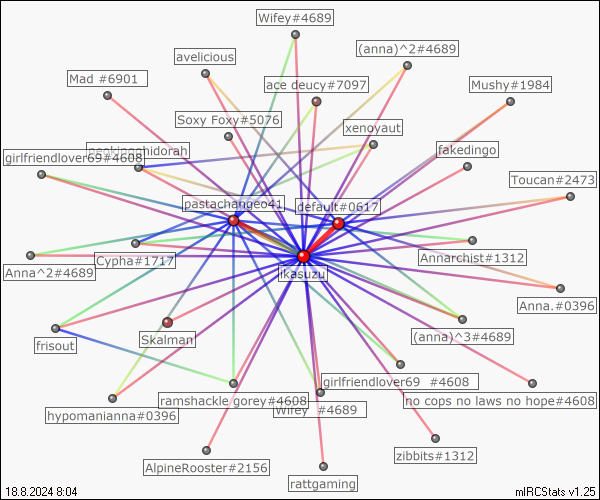 Wifey#4689
(anna)^2#4689
avelicious
Mad #6901
ace deucy#7097
Mushy#1984
Soxy Foxy#5076
xenoyaut
fakedingo
girlfriendlover69#4608
Toucan#2473
pastachangeo41
default#0617
Annarchist#1312
Cypha#1717
Anna^2#4689
ikasuzu
Anna.#0396
Skalman
(anna)^3#4689
frisout
girlfriendlover69 #4608
ramshackle gorey#4608
no cops no laws no hope#4608
hypomanianna#0396
Wifey #4689
zibbits#1312
AlpineRooster#2156
rattgaming
18.8.2024 8:04
mIRCStats v1.25